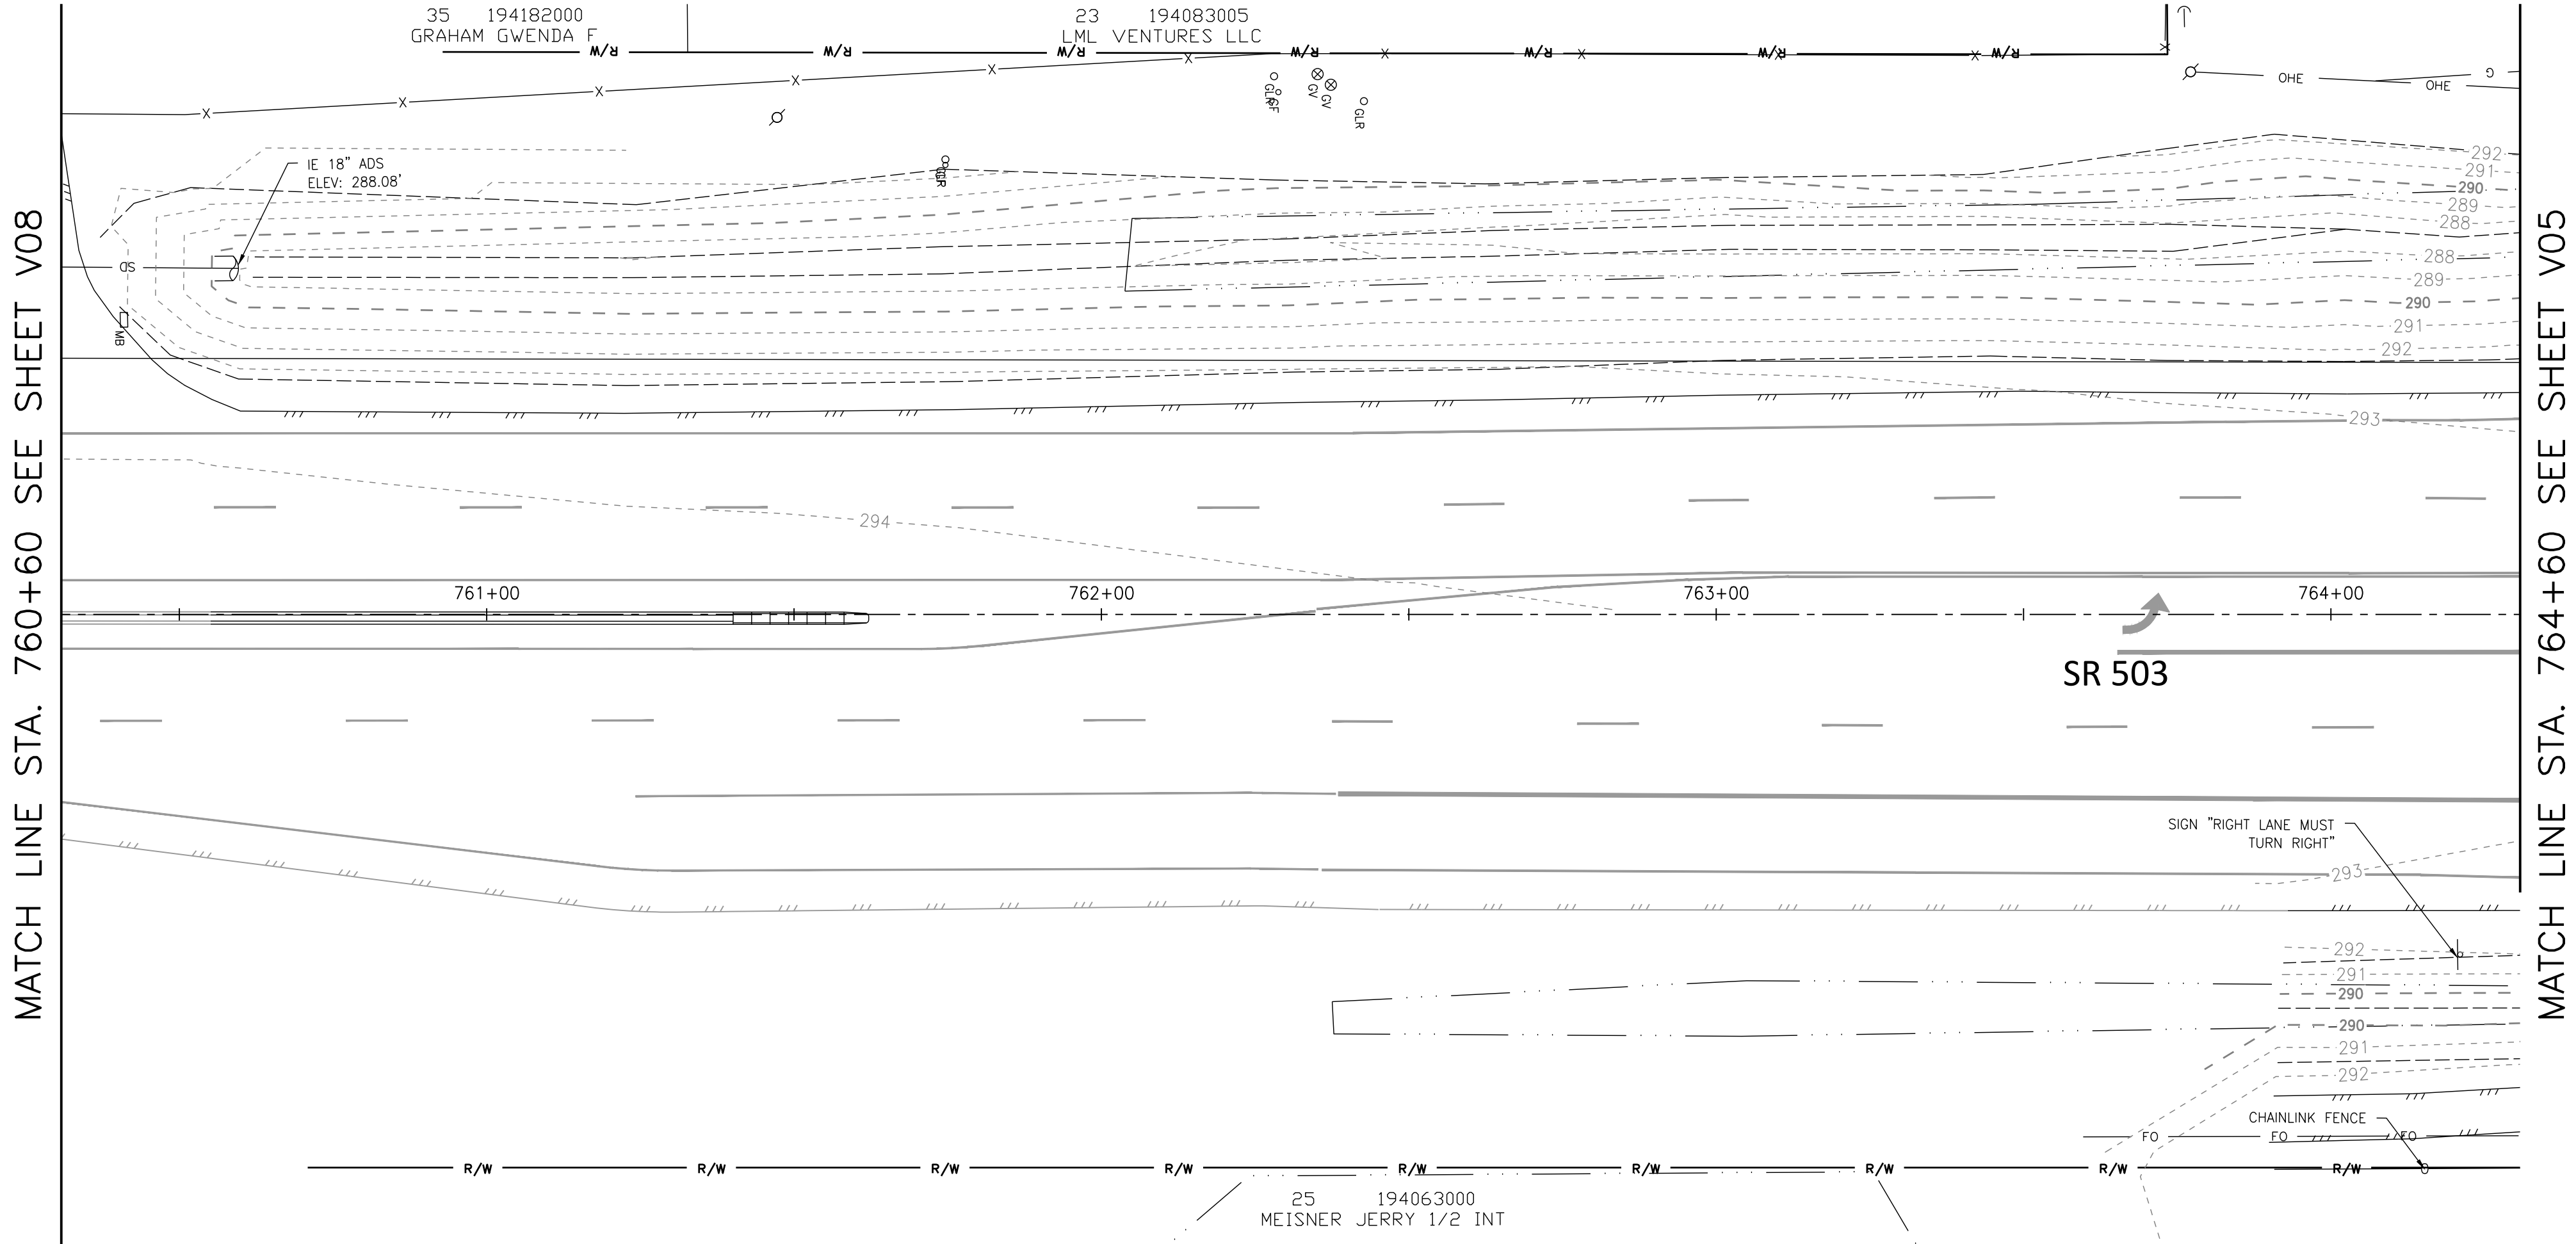 35 194182000
GRAHAM GWENDA F
23 194083005
LML VENTURES LLC
R/W R/W R/W R/W R/W R/W R/W
X X X X X X X X X X
OHE OHE G
GLR GF GV GV GLR
IE 18" ADS
ELEV: 288.08'
292
291
290
289
288
SD
288
289
290
291
292
MB
293
294
761+00 762+00 763+00 764+00
SR 503
SIGN "RIGHT LANE MUST
TURN RIGHT"
293
292
291
290
290
291
292
CHAINLINK FENCE
FO FO FO
R/W R/W R/W R/W R/W R/W R/W R/W R/W
25 194063000
MEISNER JERRY 1/2 INT
MATCH LINE STA. 760+60 SEE SHEET V08
MATCH LINE STA. 764+60 SEE SHEET V05